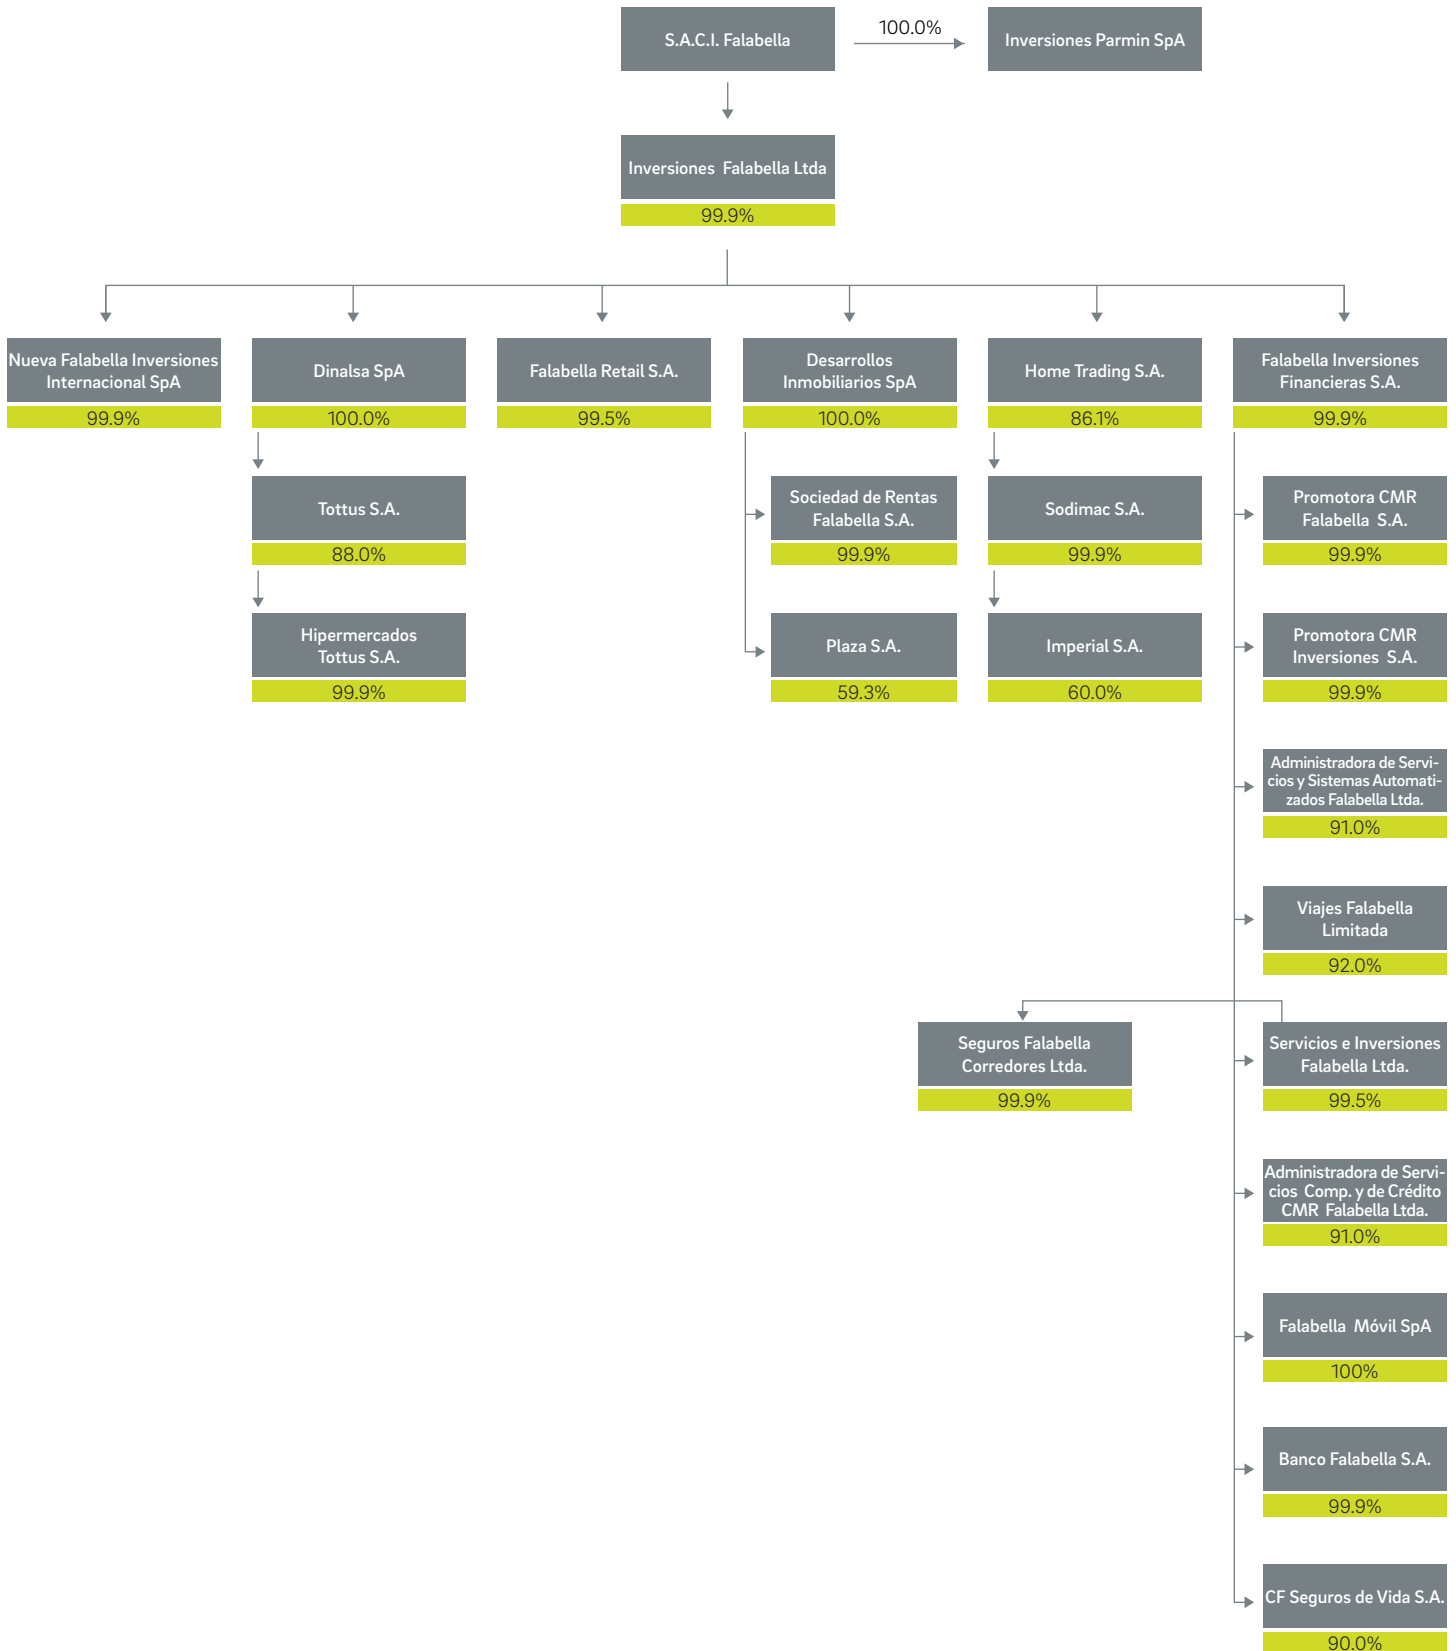 S.A.C.I. Falabella
100.0%
Inversiones Parmin SpA
Inversiones Falabella Ltda
99.9%
Nueva Falabella Inversiones
Internacional SpA
99.9%
Dinalsa SpA
100.0%
Falabella Retail S.A.
99.5%
Desarrollos
Inmobiliarios SpA
100.0%
Home Trading S.A.
86.1%
Falabella Inversiones
Financieras S.A.
99.9%
Tottus S.A.
88.0%
Sociedad de Rentas
Falabella S.A.
99.9%
Sodimac S.A.
99.9%
Promotora CMR
Falabella S.A.
99.9%
Hipermercados
Tottus S.A.
99.9%
Plaza S.A.
59.3%
Imperial S.A.
60.0%
Promotora CMR
Inversiones S.A.
99.9%
Administradora de Servi-
cios y Sistemas Automati-
zados Falabella Ltda.
91.0%
Viajes Falabella
Limitada
92.0%
Seguros Falabella
Corredores Ltda.
99.9%
Servicios e Inversiones
Falabella Ltda.
99.5%
Administradora de Servi-
cios Comp. y de Crédito
CMR Falabella Ltda.
91.0%
Falabella Móvil SpA
100%
Banco Falabella S.A.
99.9%
CF Seguros de Vida S.A.
90.0%